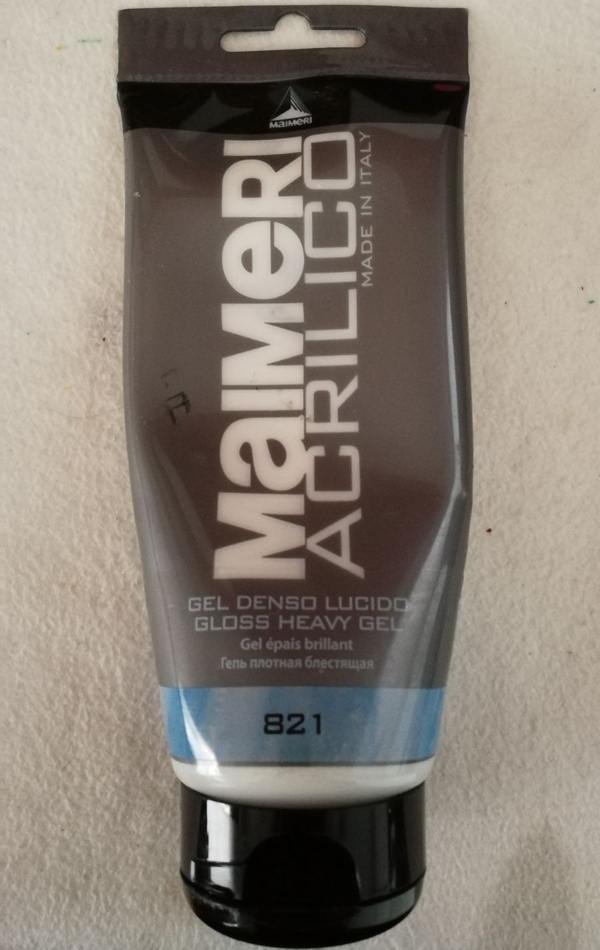 MaIMeRI
MaIMeRI
ACRILICO
MADE IN ITALY
GEL DENSO LUCIDO
GLOSS HEAVY GEL
Gel épais brillant
Гель плотная блестящая
821